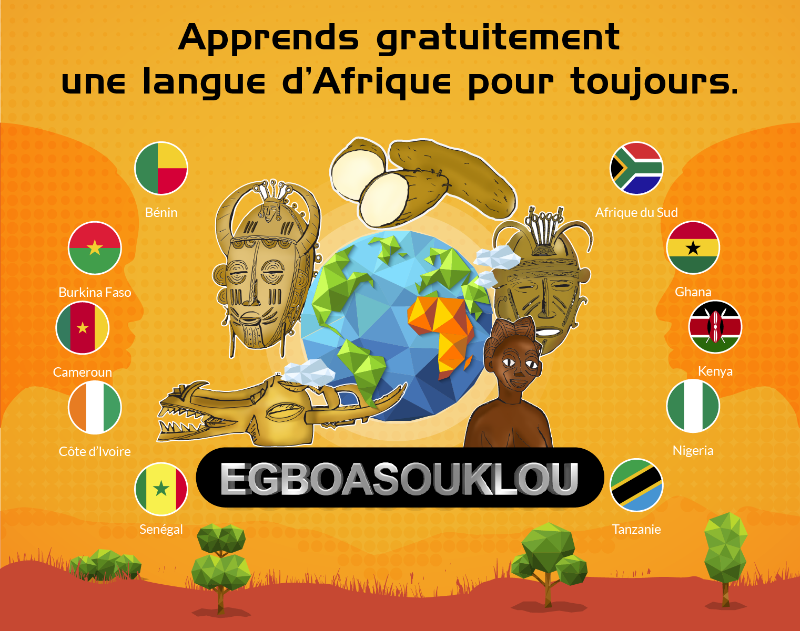 Apprends gratuitement
une langue d'Afrique pour toujours.
Bénin
Burkina Faso
Cameroun
Côte d'Ivoire
Senégal
Afrique du Sud
Ghana
Kenya
Nigeria
Tanzanie
EGBOASOUKLOU